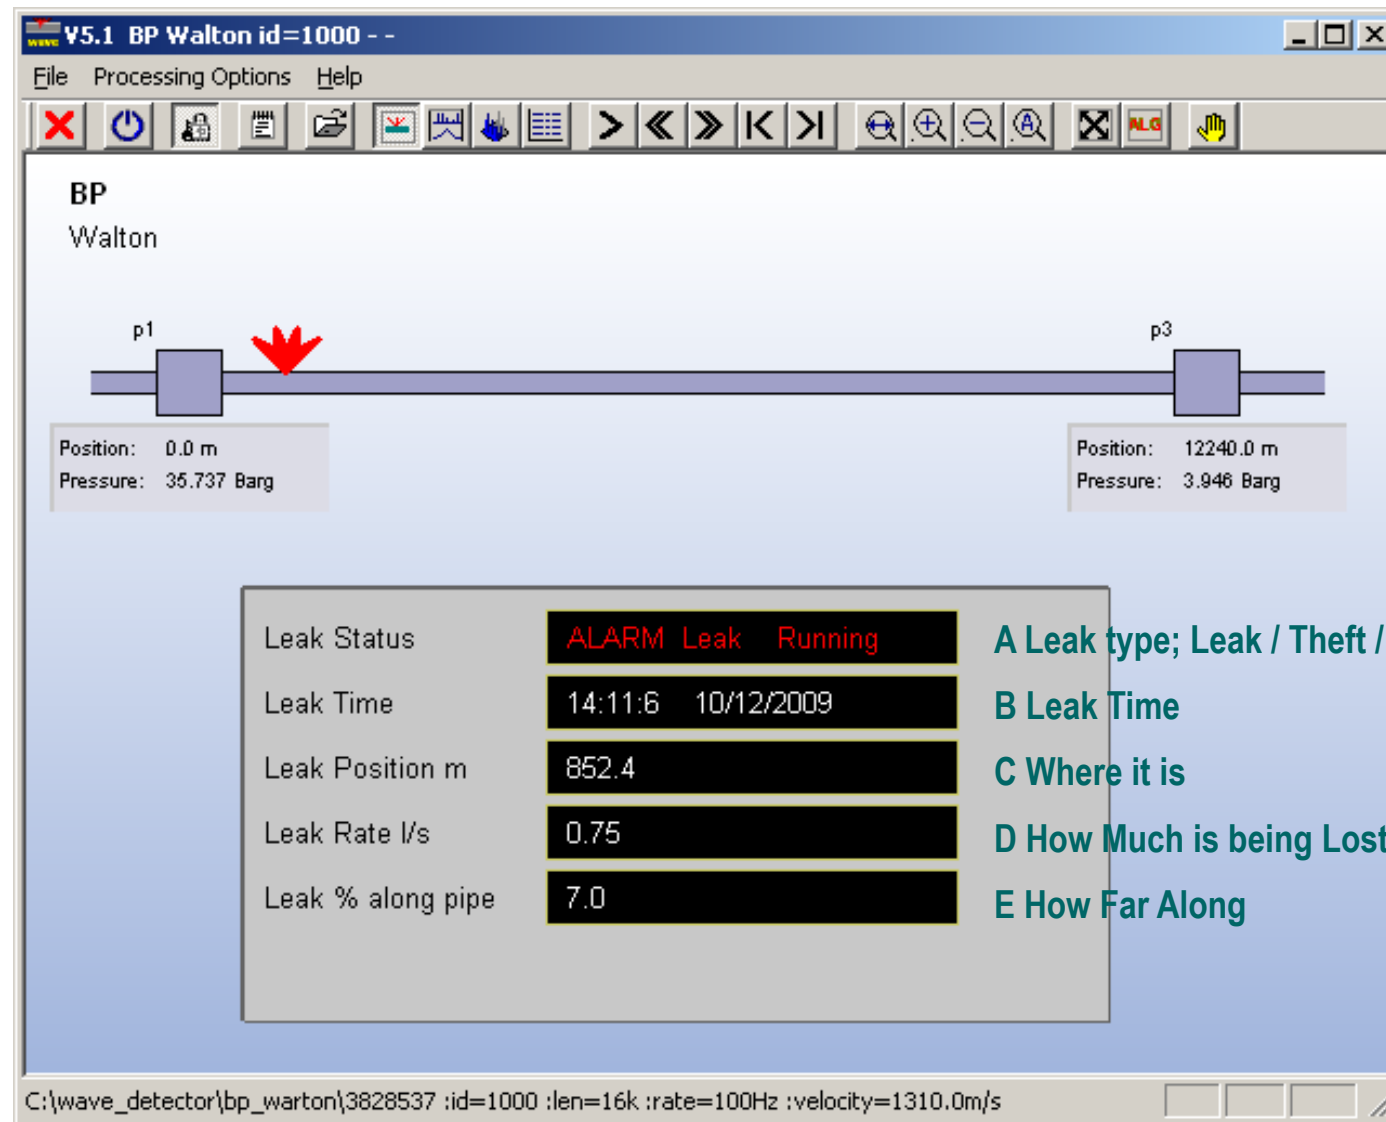 V5.1 BP Walton id=1000 - -
File Processing Options Help
ALG
BP
Walton
p1
p3
Position: 0.0 m
Pressure: 35.737 Barg
Position: 12240.0 m
Pressure: 3.946 Barg
Leak Status ALARM Leak Running A Leak type; Leak / Theft /
Leak Time 14:11:6 10/12/2009 B Leak Time
Leak Position m 852.4 C Where it is
Leak Rate l/s 0.75 D How Much is being Lost
Leak % along pipe 7.0 E How Far Along
C:\wave_detector\bp_warton\3828537 :id=1000 :len=16k :rate=100Hz :velocity=1310.0m/s